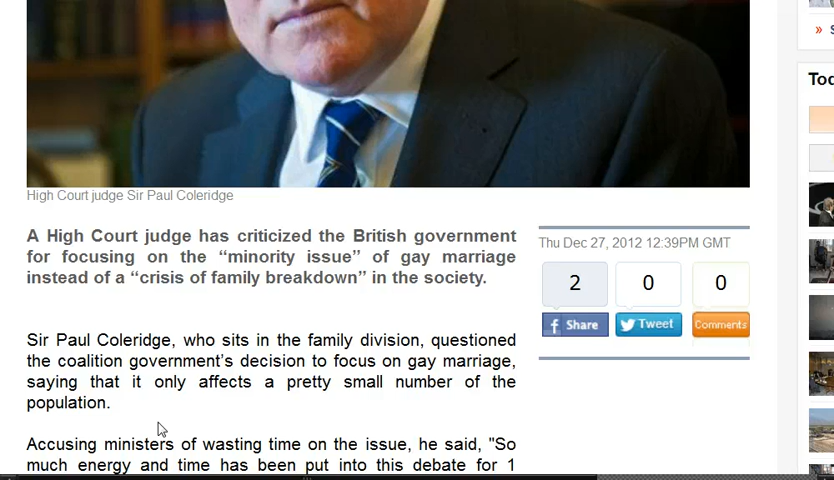 High Court judge Sir Paul Coleridge
A High Court judge has criticized the British government
for focusing on the “minority issue” of gay marriage
instead of a “crisis of family breakdown” in the society.
Thu Dec 27, 2012 12:39PM GMT
2 0 0
f Share Tweet Comments
Sir Paul Coleridge, who sits in the family division, questioned
the coalition government’s decision to focus on gay marriage,
saying that it only affects a pretty small number of the
population.
Accusing ministers of wasting time on the issue, he said, "So
much energy and time has been put into this debate for 1
» S
Too